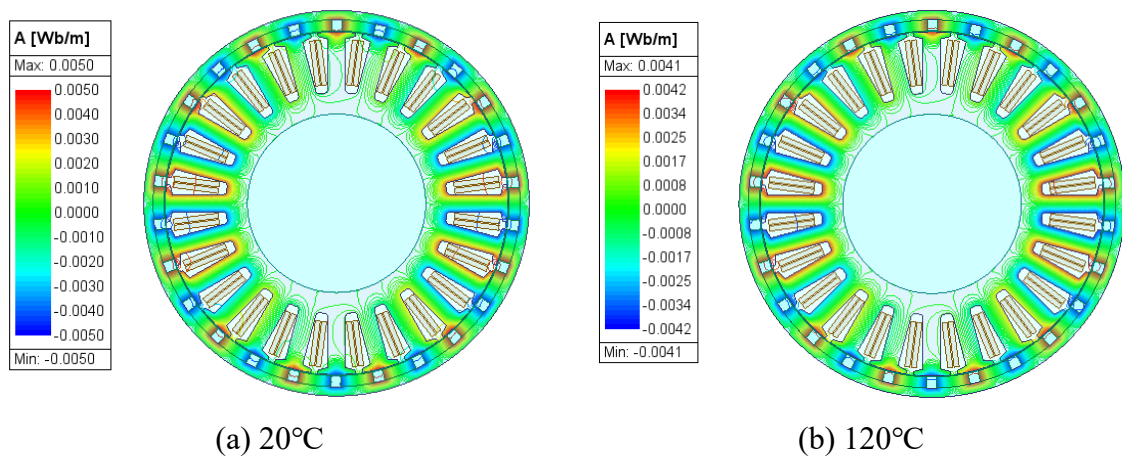 A [Wb/m]
Max: 0.0050
0.0050
0.0040
0.0030
0.0020
0.0010
0.0000
-0.0010
-0.0020
-0.0030
-0.0040
-0.0050
Min: -0.0050
(a) 20℃
A [Wb/m]
Max: 0.0041
0.0042
0.0034
0.0025
0.0017
0.0008
0.0000
-0.0008
-0.0017
-0.0025
-0.0034
-0.0042
Min: -0.0041
(b) 120℃